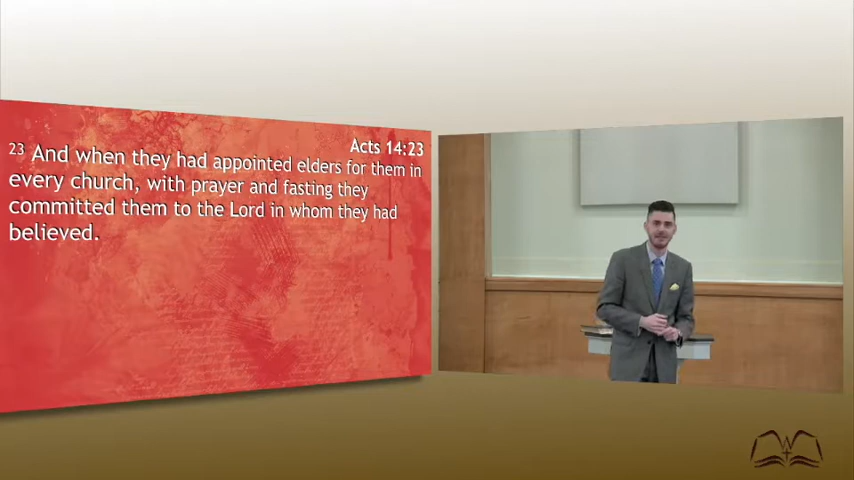 Acts 14:23
23 And when they had appointed elders for them in
every church, with prayer and fasting they
committed them to the Lord in whom they had
believed.